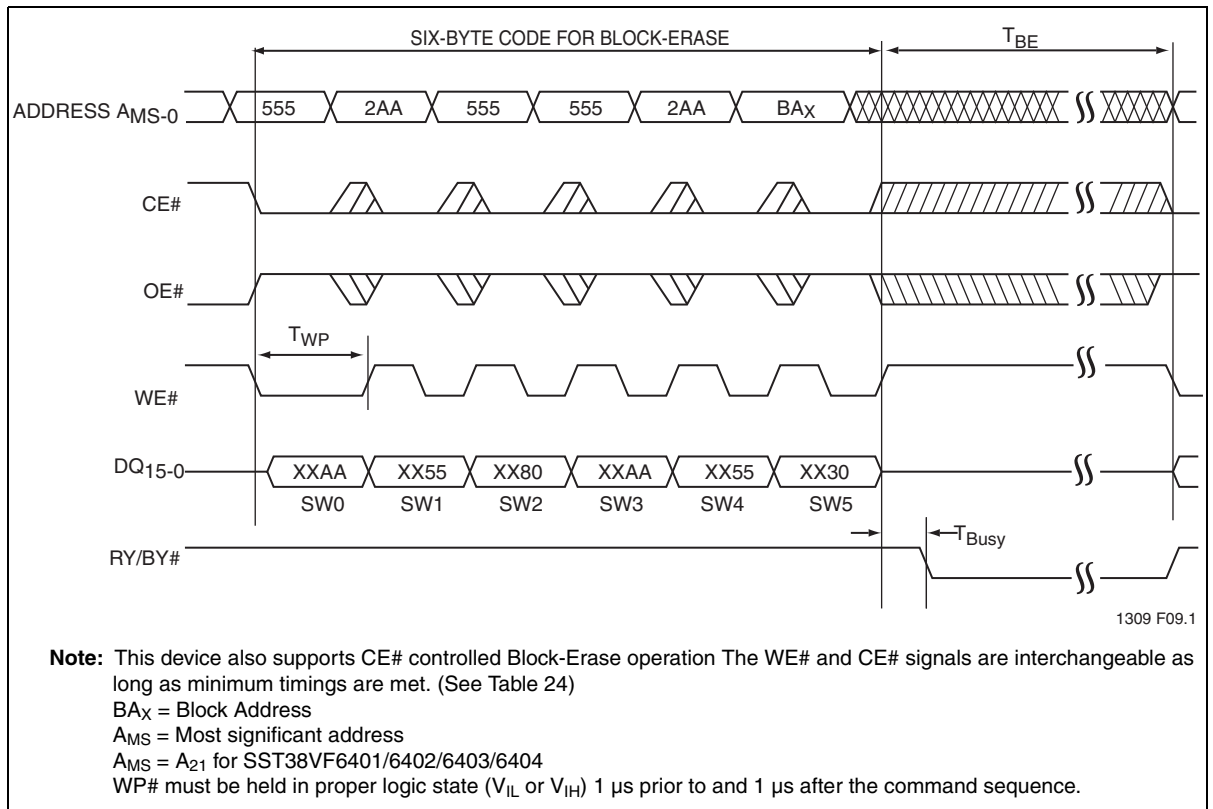 SIX-BYTE CODE FOR BLOCK-ERASE
TBE
ADDRESS AMS-0
555 2AA 555 555 2AA BAX
CE#
OE#
TWP
WE#
DQ15-0
XXAA XX55 XX80 XXAA XX55 XX30
SW0 SW1 SW2 SW3 SW4 SW5
TBusy
RY/BY#
1309 F09.1
Note: This device also supports CE# controlled Block-Erase operation The WE# and CE# signals are interchangeable as
long as minimum timings are met. (See Table 24)
BAX = Block Address
AMS = Most significant address
AMS = A21 for SST38VF6401/6402/6403/6404
WP# must be held in proper logic state (VIL or VIH) 1 µs prior to and 1 µs after the command sequence.